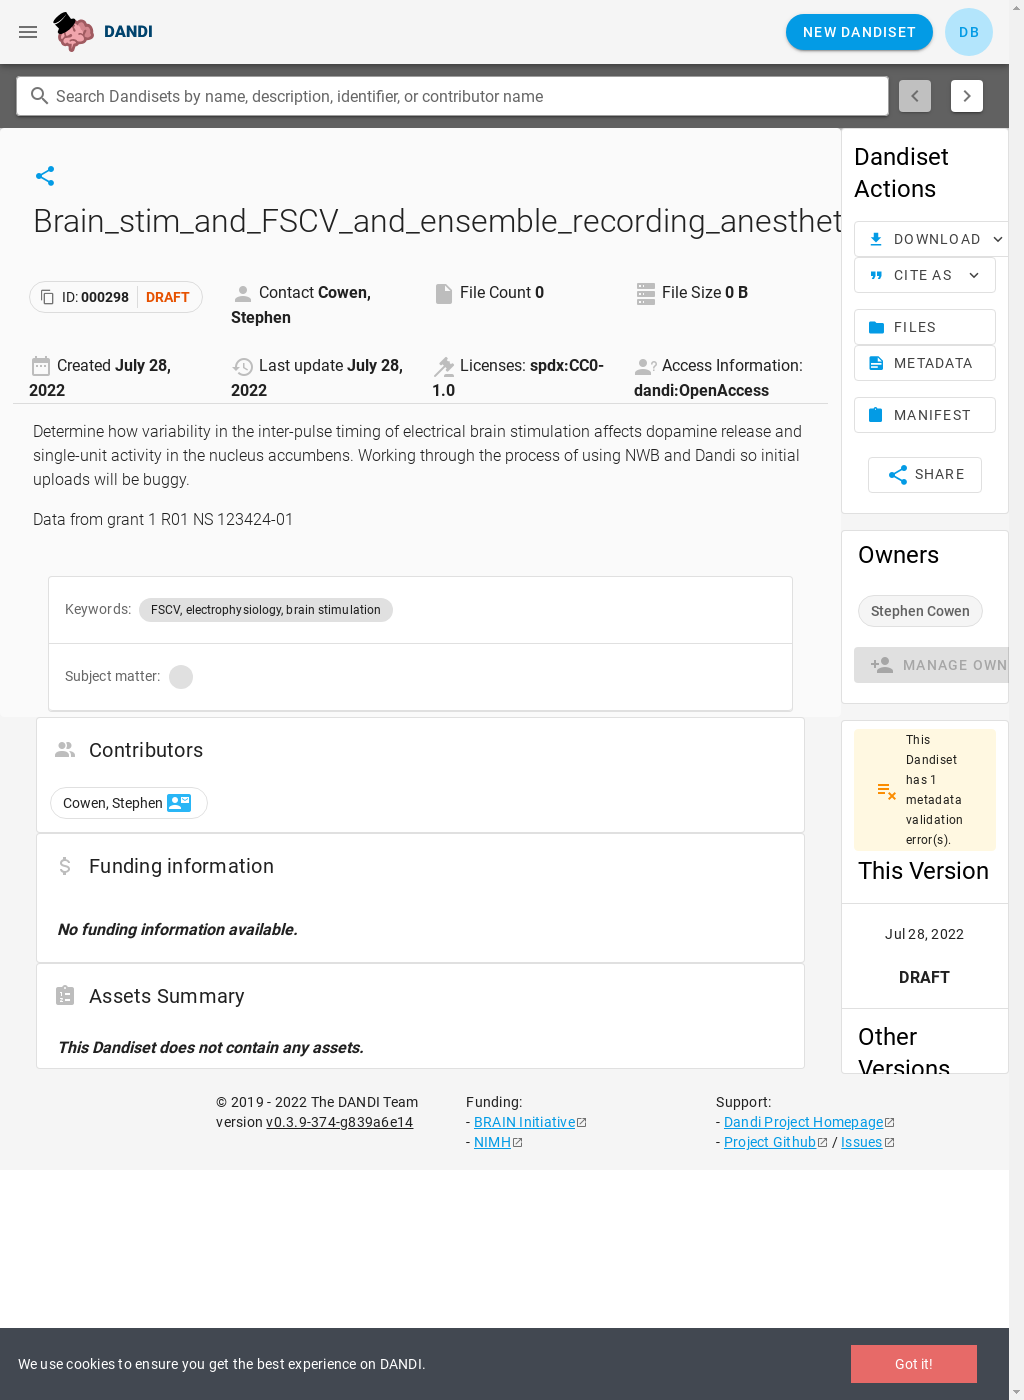 DANDI
NEW DANDISET
DB
Search Dandisets by name, description, identifier, or contributor name
Brain_stim_and_FSCV_and_ensemble_recording_anesthet
ID: 000298 DRAFT
Contact Cowen, Stephen
File Count 0
File Size 0 B
Created July 28, 2022
Last update July 28, 2022
Licenses: spdx:CC0-1.0
Access Information: dandi:OpenAccess
Determine how variability in the inter-pulse timing of electrical brain stimulation affects dopamine release and
single-unit activity in the nucleus accumbens. Working through the process of using NWB and Dandi so initial
uploads will be buggy.
Data from grant 1 R01 NS 123424-01
Keywords: FSCV, electrophysiology, brain stimulation
Subject matter:
Contributors
Cowen, Stephen
Funding information
No funding information available.
Assets Summary
This Dandiset does not contain any assets.
Dandiset
Actions
DOWNLOAD
CITE AS
FILES
METADATA
MANIFEST
SHARE
Owners
Stephen Cowen
MANAGE OWN
This
Dandiset
has 1
metadata
validation
error(s).
This Version
Jul 28, 2022
DRAFT
Other
Versions
© 2019 - 2022 The DANDI Team
version v0.3.9-374-g839a6e14
Funding:
- BRAIN Initiative
- NIMH
Support:
- Dandi Project Homepage
- Project Github / Issues
We use cookies to ensure you get the best experience on DANDI.
Got it!